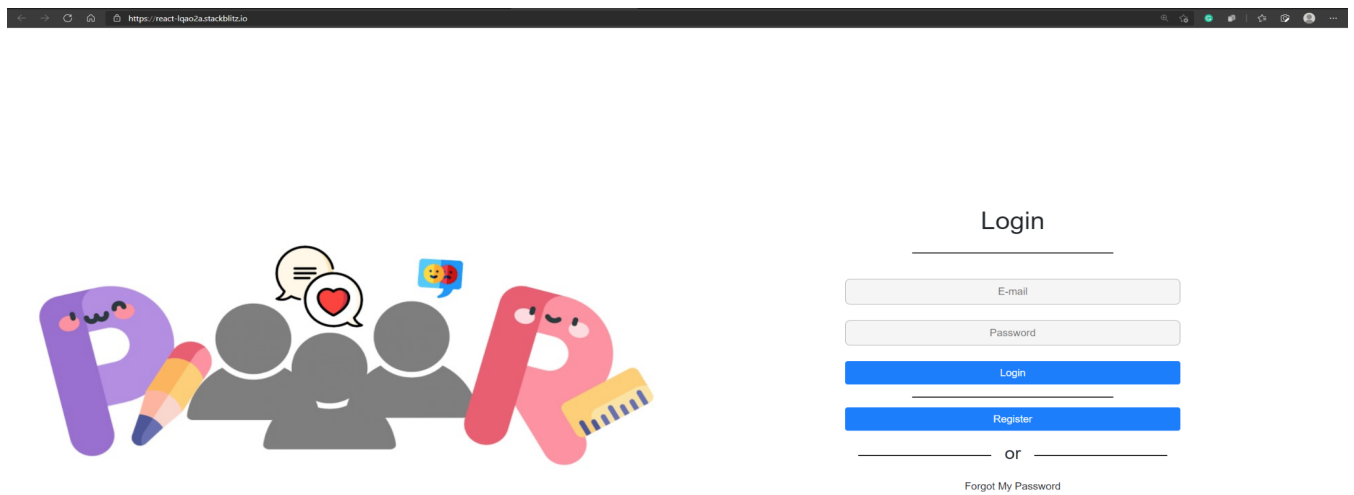 https://react-lqao2a.stackblitz.io
P R
Login
E-mail
Password
Login
Register
or
Forgot My Password